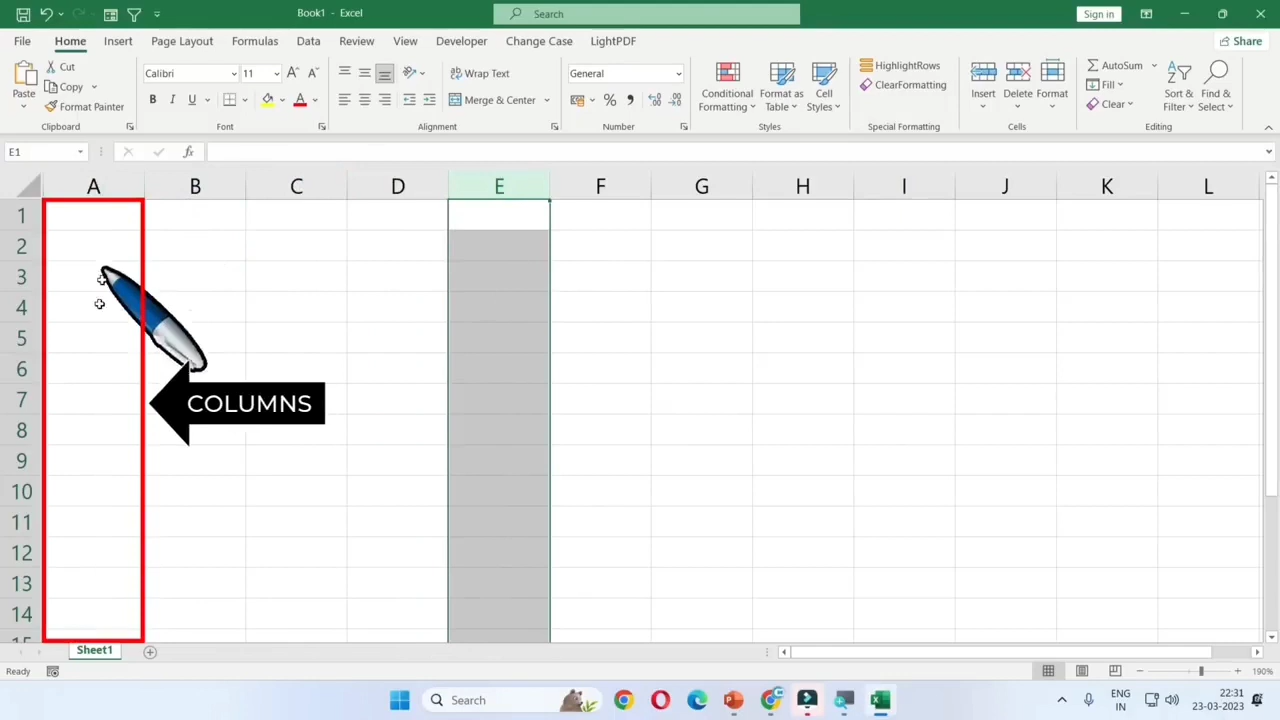 Book1 - Excel
Search
Sign in
File Home Insert Page Layout Formulas Data Review View Developer Change Case LightPDF
Share
Paste
Cut
Copy
Format Painter
Clipboard
Calibri 11
B I U
Font
Wrap Text
Merge & Center
Alignment
General
% ,
Number
Conditional
Formatting
Format as
Table
Cell
Styles
Styles
HighlightRows
ClearFormatting
Special Formatting
Insert Delete Format
Cells
AutoSum
Fill
Clear
Sort &
Filter
Find &
Select
Editing
E1
fx
A B C D E F G H I J K L
1
2
3
4
5
6
7
COLUMNS
8
9
10
11
12
13
14
15
Sheet1
Ready
190%
Search
ENG
IN
22:31
23-03-2023